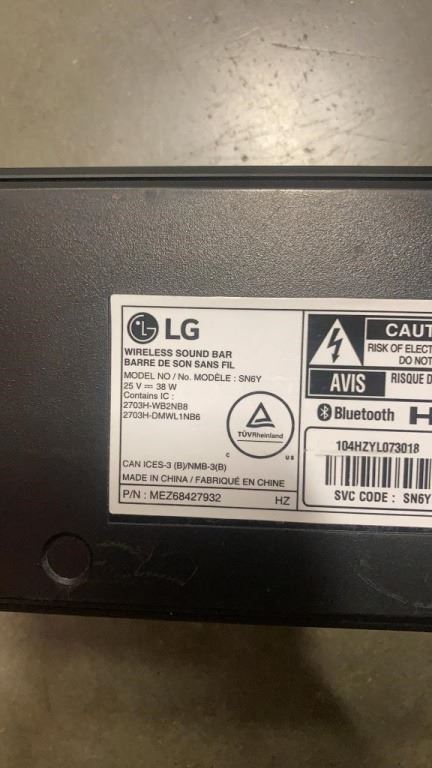 LG
WIRELESS SOUND BAR
BARRE DE SON SANS FIL
MODEL NO / No. MODÈLE : SN6Y
25 V ⎓ 38 W
Contains IC :
2703H-WB2NB8
2703H-DMWL1NB6
TÜVRheinland
C US
CAN ICES-3 (B)/NMB-3(B)
MADE IN CHINA / FABRIQUÉ EN CHINE
P/N : MEZ68427932 HZ
CAUT
RISK OF ELECT
DO NOT
AVIS RISQUE D
Bluetooth H
104HZYL073018
SVC CODE : SN6Y